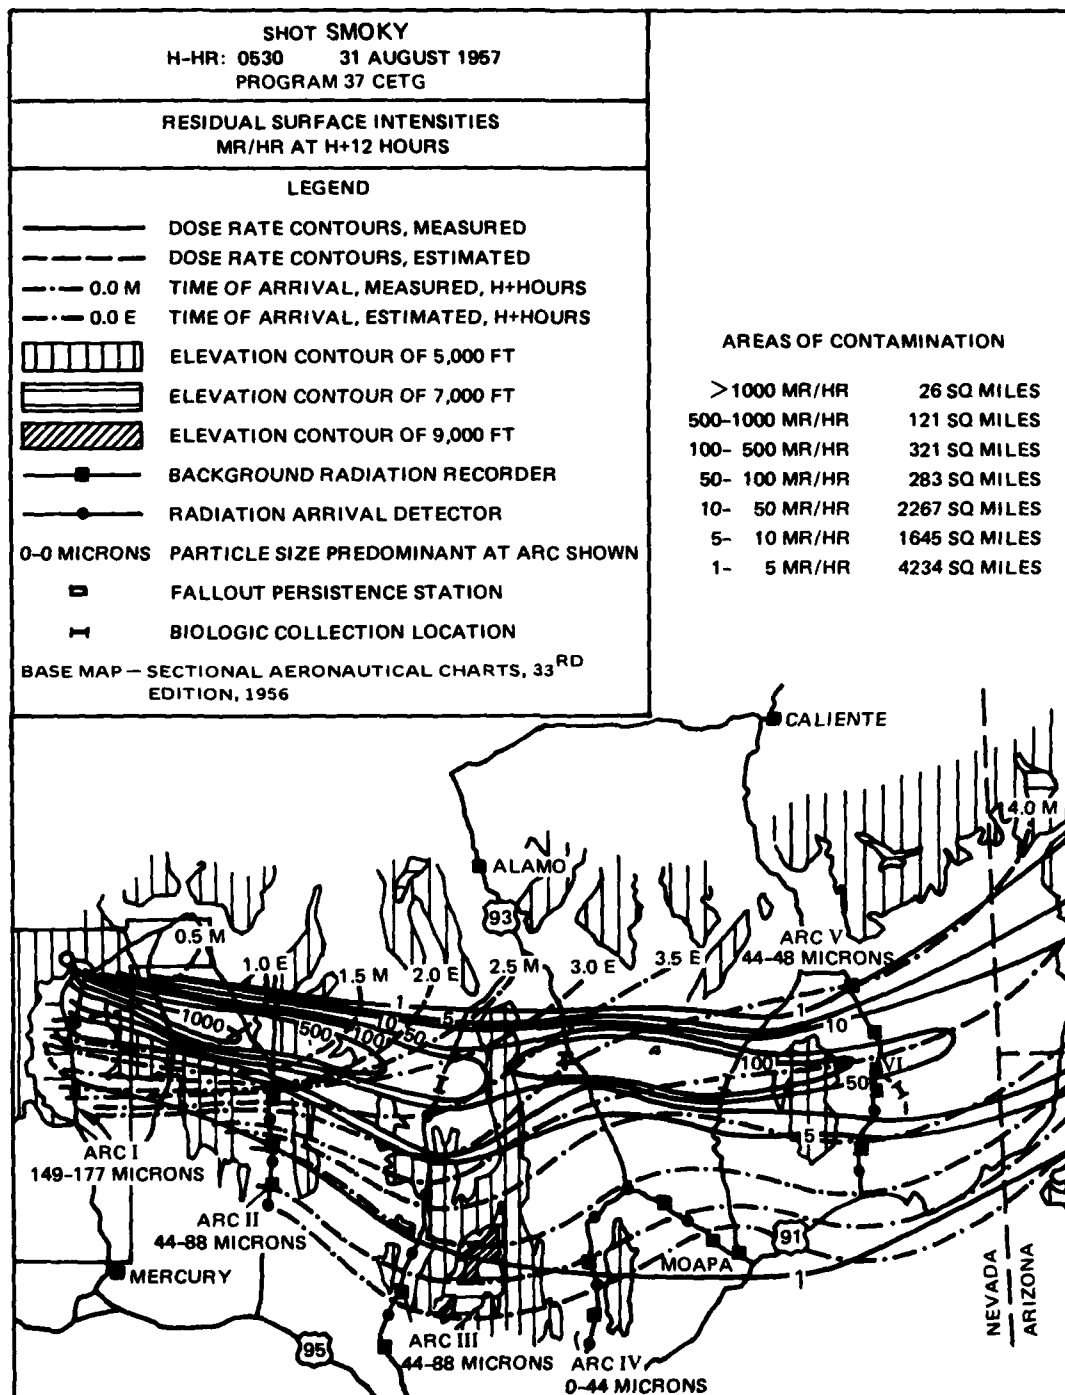 SHOT SMOKY
H-HR: 0530 31 AUGUST 1957
PROGRAM 37 CETG
RESIDUAL SURFACE INTENSITIES
MR/HR AT H+12 HOURS
LEGEND
DOSE RATE CONTOURS, MEASURED
DOSE RATE CONTOURS, ESTIMATED
0.0 M TIME OF ARRIVAL, MEASURED, H+HOURS
0.0 E TIME OF ARRIVAL, ESTIMATED, H+HOURS
ELEVATION CONTOUR OF 5,000 FT
ELEVATION CONTOUR OF 7,000 FT
ELEVATION CONTOUR OF 9,000 FT
BACKGROUND RADIATION RECORDER
RADIATION ARRIVAL DETECTOR
0-0 MICRONS PARTICLE SIZE PREDOMINANT AT ARC SHOWN
FALLOUT PERSISTENCE STATION
BIOLOGIC COLLECTION LOCATION
BASE MAP — SECTIONAL AERONAUTICAL CHARTS, 33RD
EDITION, 1956
AREAS OF CONTAMINATION
>1000 MR/HR 26 SQ MILES
500-1000 MR/HR 121 SQ MILES
100- 500 MR/HR 321 SQ MILES
50- 100 MR/HR 283 SQ MILES
10- 50 MR/HR 2267 SQ MILES
5- 10 MR/HR 1645 SQ MILES
1- 5 MR/HR 4234 SQ MILES
CALIENTE
4.0 M
ALAMO
93
0.5 M
1.0 E
1.5 M
2.0 E
2.5 M
3.0 E
3.5 E
ARC V
44-48 MICRONS
1000
500
100
1
10
50
5
5
1
10
100
50
VI
5
ARC I
149-177 MICRONS
ARC II
44-88 MICRONS
MERCURY
MOAPA
91
1
95
ARC III
44-88 MICRONS
ARC IV
0-44 MICRONS
NEVADA
ARIZONA